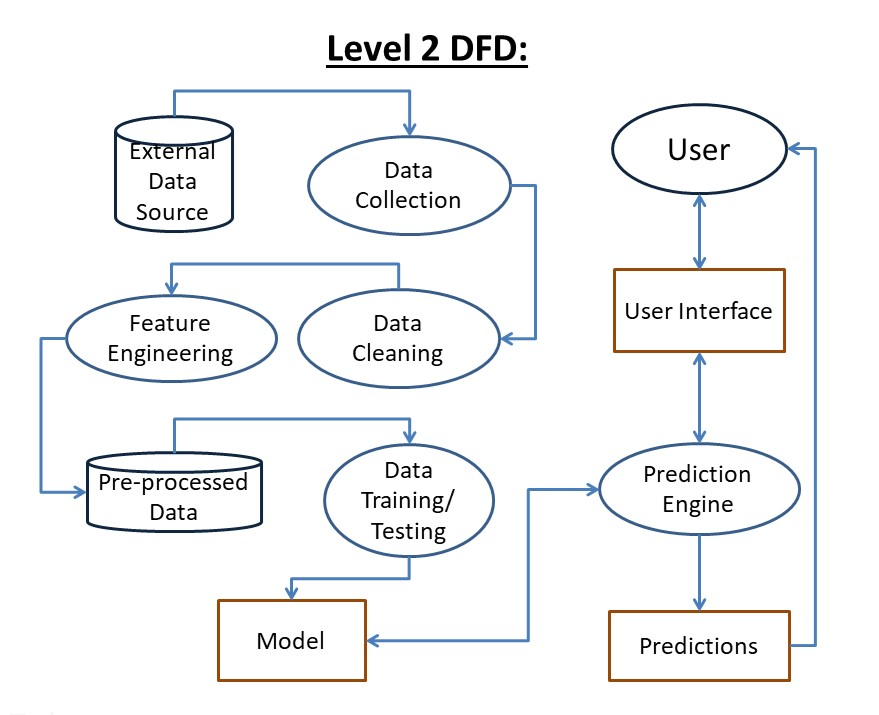 Level 2 DFD:
External
Data
Source
Data
Collection
User
Feature
Engineering
Data
Cleaning
User Interface
Pre-processed
Data
Data
Training/
Testing
Prediction
Engine
Model
Predictions